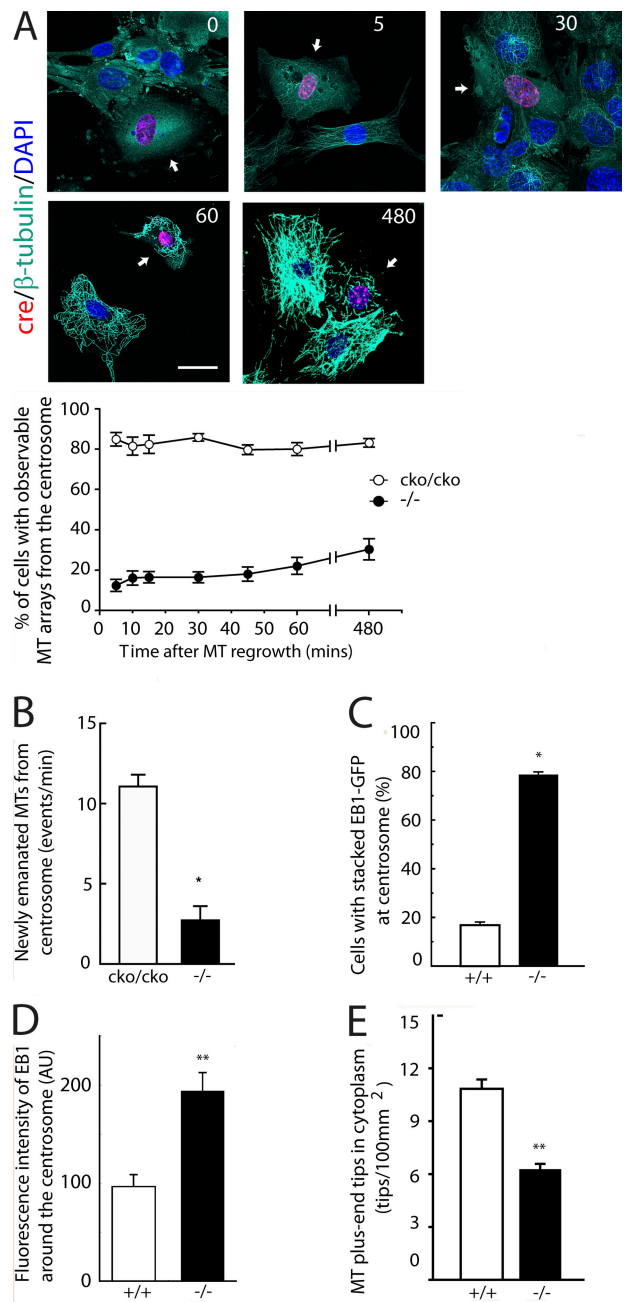 A
0
5
30
cre/β-tubulin/DAPI
60
480
% of cells with observable
MT arrays from the centrosome
100
80
60
40
20
0
cko/cko
-/-
0 10 20 30 40 50 60 480
Time after MT regrowth (mins)
B
Newly emanated MTs from
centrosome (events/min)
15
10
5
0
*
cko/cko -/-
C
Cells with stacked EB1-GFP
at centrosome (%)
100
80
60
40
20
0
*
+/+ -/-
D
Fluorescence intensity of EB1
around the centrosome (AU)
200
100
0
**
+/+ -/-
E
MT plus-end tips in cytoplasm
(tips/100mm²)
15
12
9
6
3
0
**
+/+ -/-